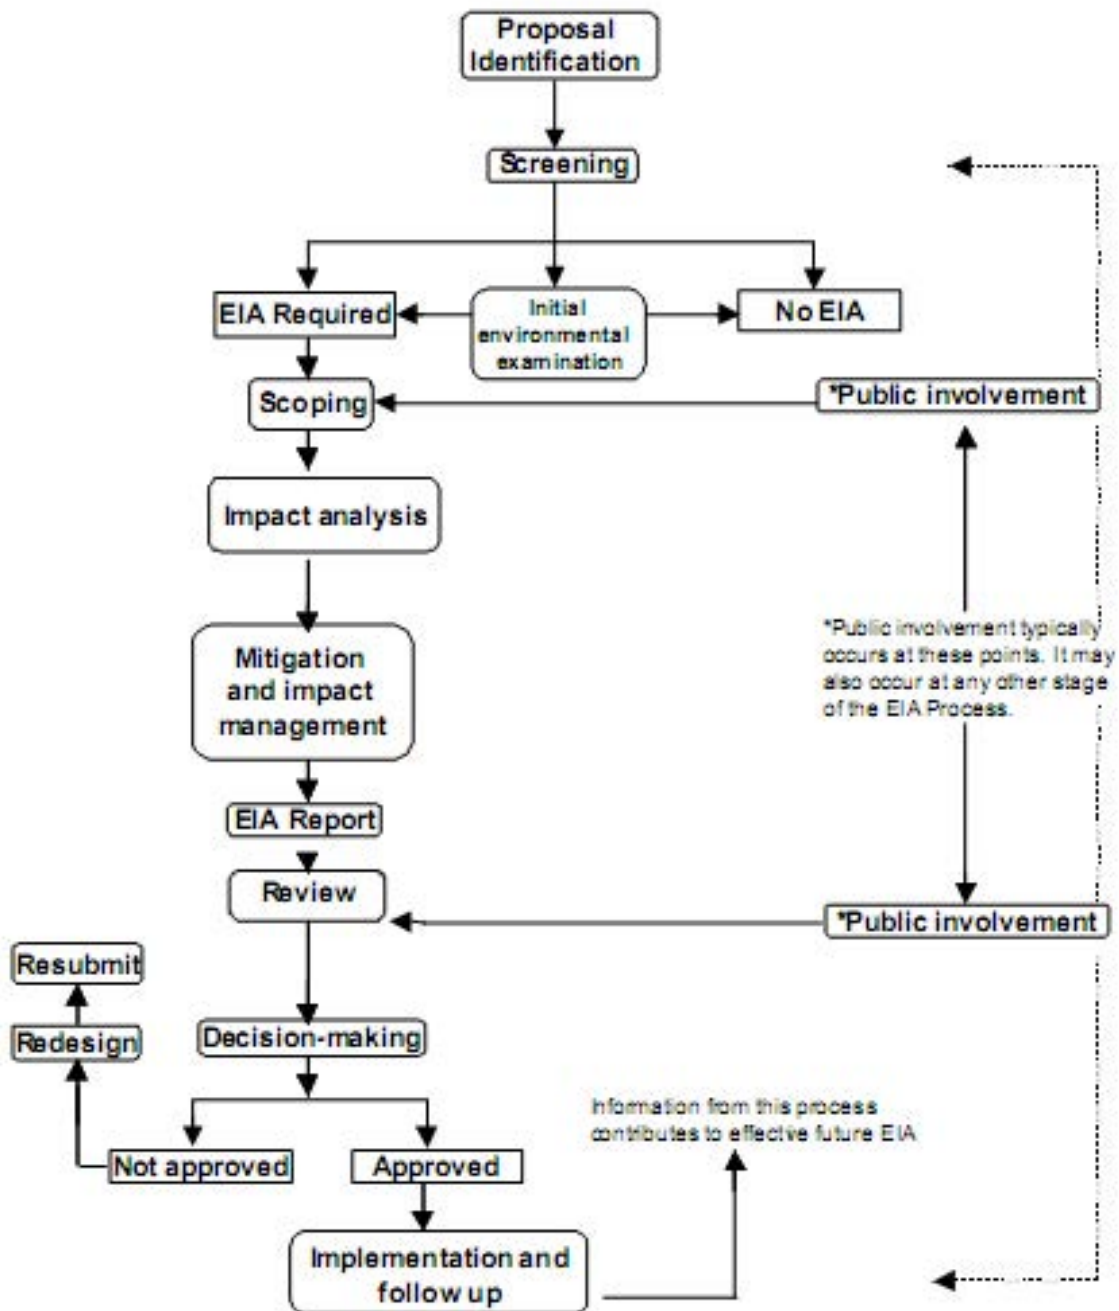 Proposal
Identification
Screening
EIA Required
Initial
environmental
examination
No EIA
Scoping
*Public involvement
Impact analysis
*Public involvement typically
occurs at these points. It may
also occur at any other stage
of the EIA Process.
Mitigation
and impact
management
EIA Report
Review
*Public involvement
Resubmit
Redesign
Decision-making
Information from this process
contributes to effective future EIA
Not approved
Approved
Implementation and
follow up